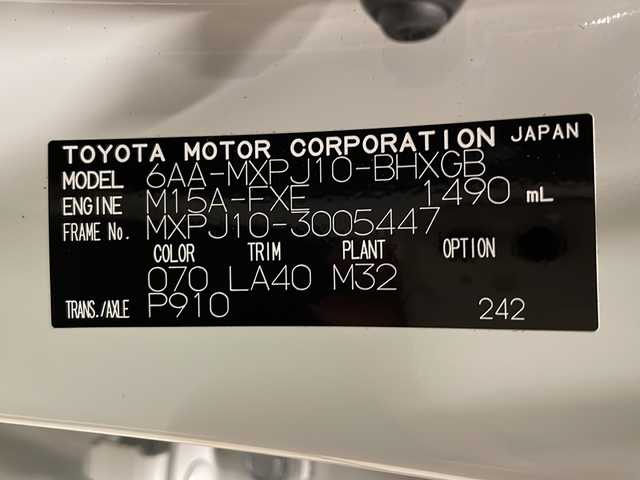 TOYOTA MOTOR CORPORATION JAPAN
MODEL 6AA-MXPJ10-BHXGB
ENGINE M15A-FXE 1490 mL
FRAME No. MXPJ10-3005447
COLOR TRIM PLANT OPTION
070 LA40 M32
TRANS./AXLE P910 242